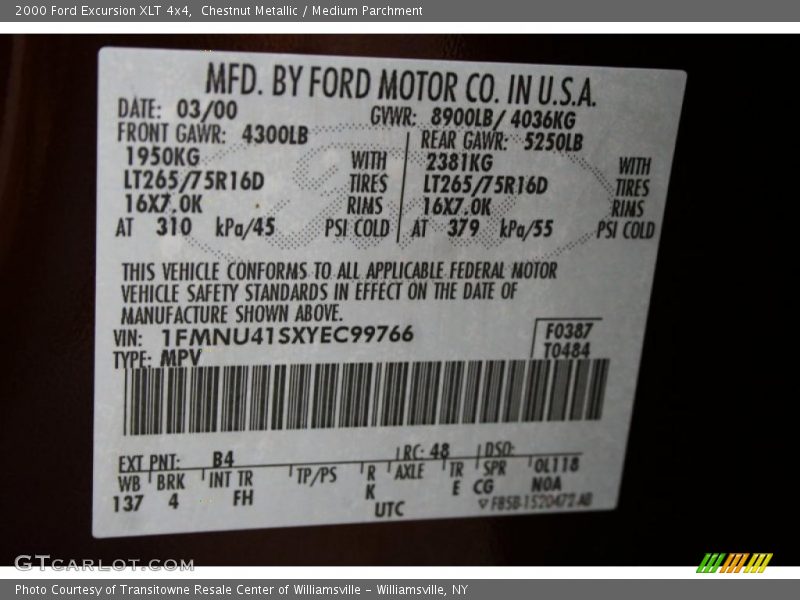 2000 Ford Excursion XLT 4x4,  Chestnut Metallic / Medium Parchment
MFD. BY FORD MOTOR CO. IN U.S.A.
DATE: 03/00 GVWR: 8900LB/ 4036KG
FRONT GAWR: 4300LB REAR GAWR: 5250LB
1950KG WITH 2381KG WITH
LT265/75R16D TIRES LT265/75R16D TIRES
16X7.0K RIMS 16X7.0K RIMS
AT 310 kPa/45 PSI COLD AT 379 kPa/55 PSI COLD
THIS VEHICLE CONFORMS TO ALL APPLICABLE FEDERAL MOTOR
VEHICLE SAFETY STANDARDS IN EFFECT ON THE DATE OF
MANUFACTURE SHOWN ABOVE.
VIN: 1FMNU41SXYEC99766 F0387
TYPE: MPV T0484
EXT PNT: B4 RC: 48 DSO:
WB BRK INT TR TP/PS R AXLE TR SPR 0L118
137 4 FH K E CG N0A
UTC F85B-1520472-AB
GTCARLOT.COM
Photo Courtesy of Transitowne Resale Center of Williamsville - Williamsville, NY